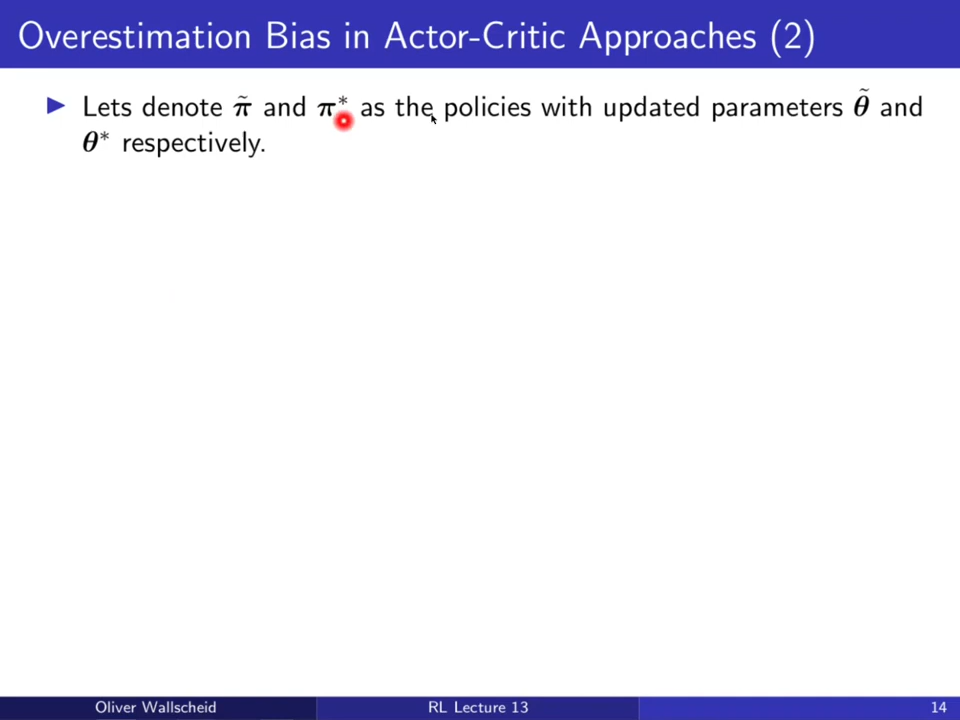 Overestimation Bias in Actor-Critic Approaches (2)
Lets denote π̃ and π* as the policies with updated parameters θ̃ and
θ* respectively.
Oliver Wallscheid RL Lecture 13 14